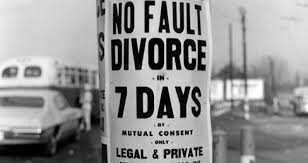 NO FAULT
DIVORCE
- IN -
7 DAYS
- BY -
MUTUAL CONSENT
- ONLY -
LEGAL & PRIVATE